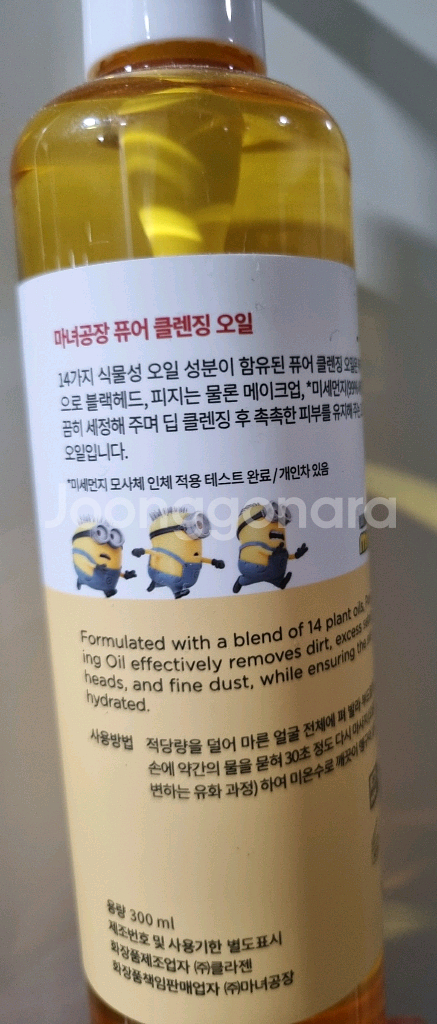 마녀공장 퓨어 클렌징 오일
14가지 식물성 오일 성분이 함유된 퓨어 클렌징
으로 블랙헤드, 피지는 물론 메이크업, *미세먼지(99%
끔히 세정해 주며 딥 클렌징 후 촉촉한 피부를 유지해 주는
오일입니다.
*미세먼지 모사체 인체 적용 테스트 완료 / 개인차 있음
Joonggonara
Formulated with a blend of 14 plant oils,
ing Oil effectively removes dirt, excess
heads, and fine dust, while ensuring the
hydrated.
사용방법 적당량을 덜어 마른 얼굴 전체에 펴 발라
손에 약간의 물을 묻혀 30초 정도 다시 마사지
변하는 유화 과정) 하여 미온수로 깨끗이
용량 300 ml
제조번호 및 사용기한 별도표시
화장품제조업자 (주)클라젠
화장품책임판매업자 (주)마녀공장